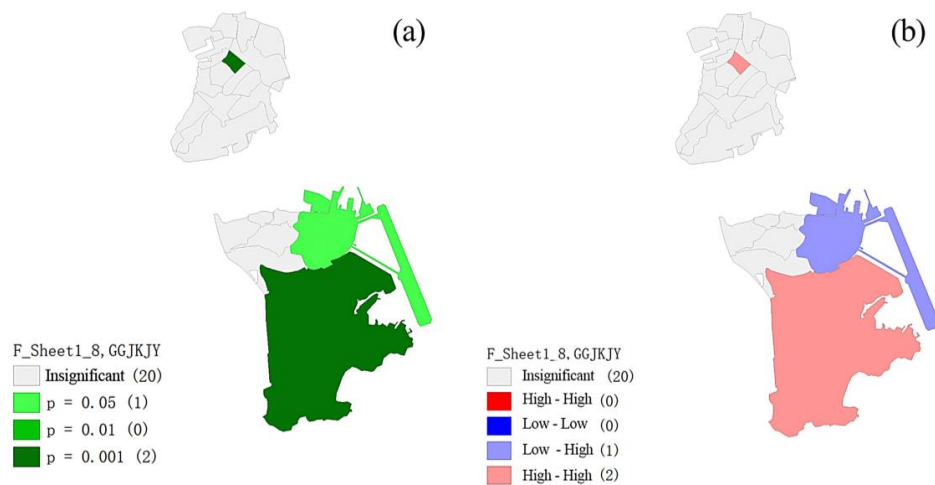 (a)
(b)
F_Sheet1_8, GGJKJY
Insignificant (20)
p = 0.05 (1)
p = 0.01 (0)
p = 0.001 (2)
F_Sheet1_8, GGJKJY
Insignificant (20)
High - High (0)
Low - Low (0)
Low - High (1)
High - High (2)